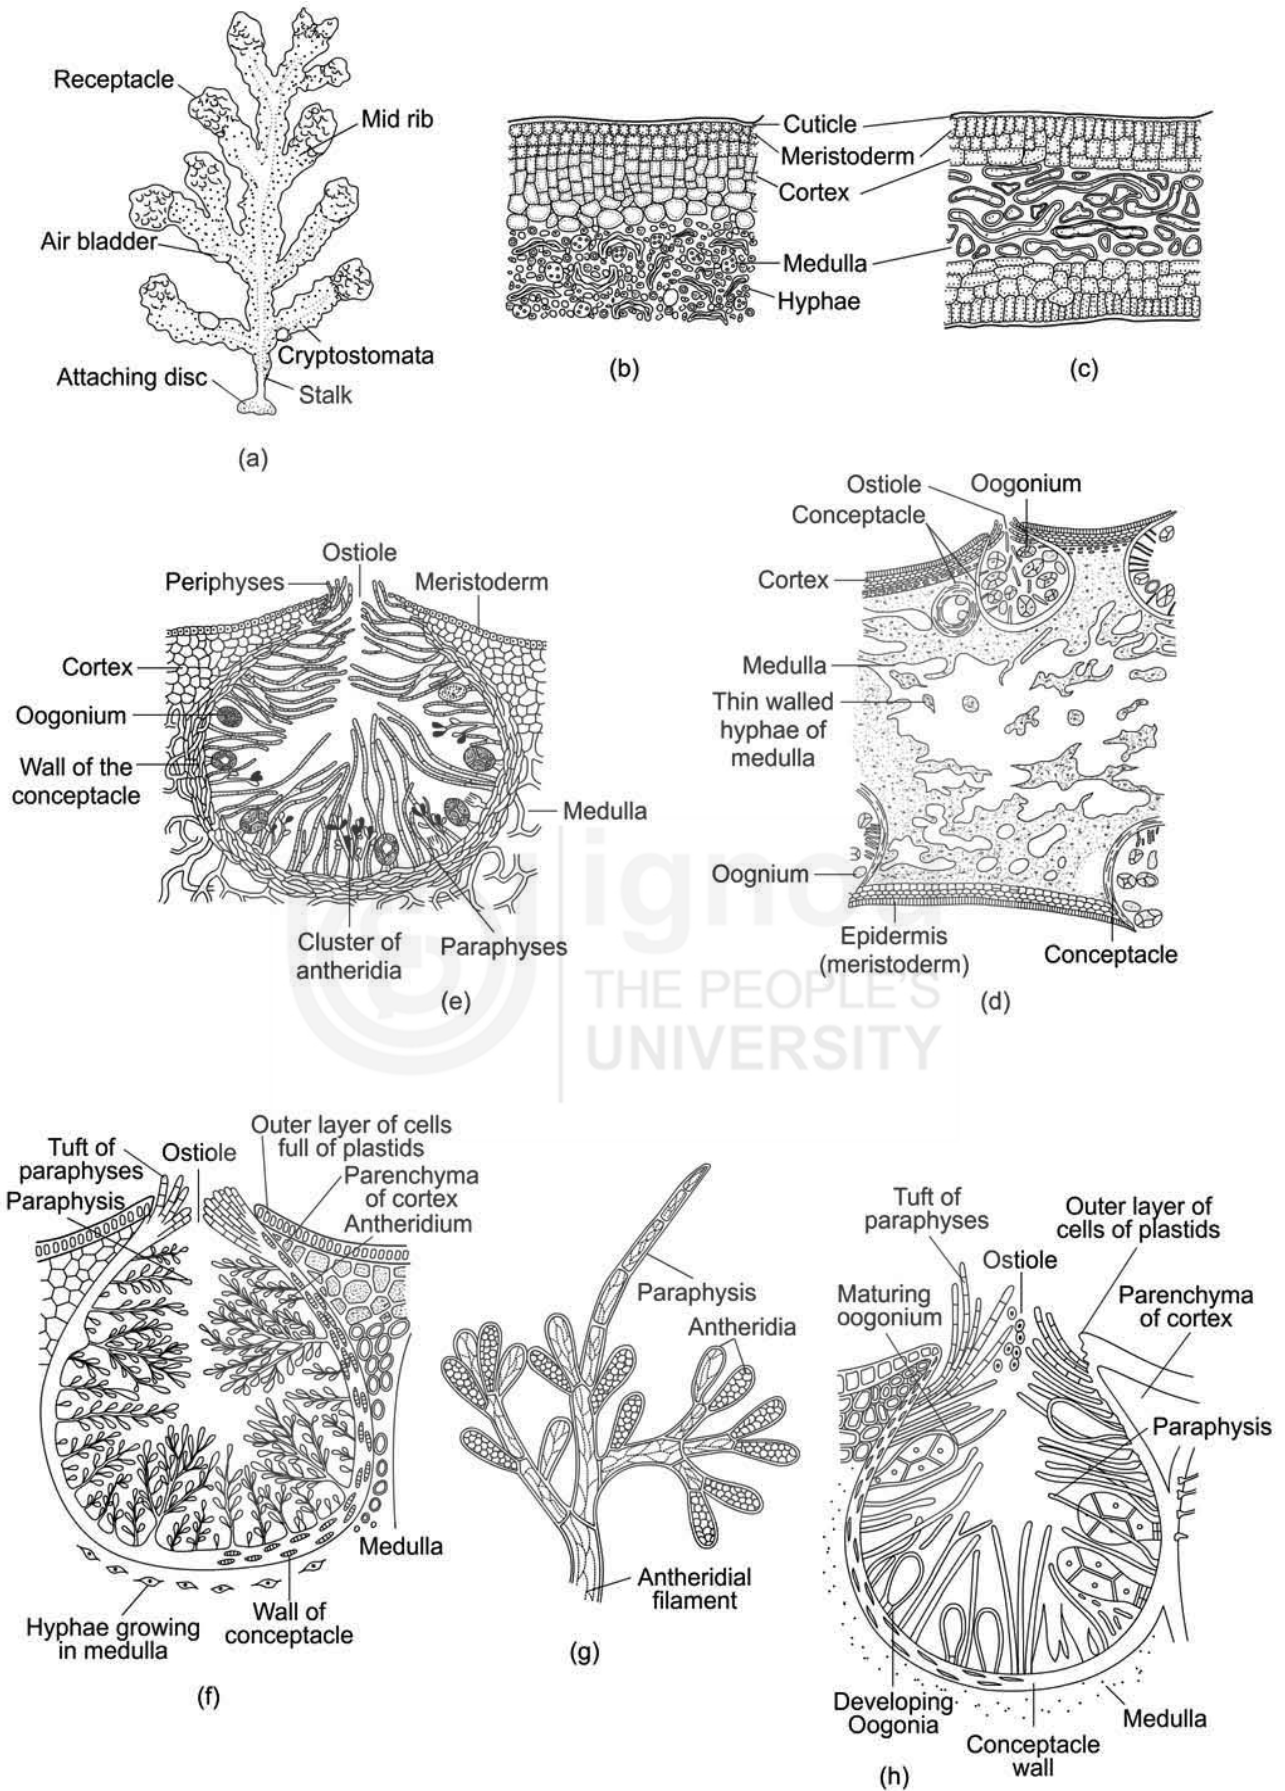 Receptacle
Mid rib
Air bladder
Cryptostomata
Attaching disc
Stalk
(a)
Cuticle
Meristoderm
Cortex
Medulla
Hyphae
(b)
(c)
Ostiole
Periphyses
Meristoderm
Cortex
Oogonium
Wall of the
conceptacle
Medulla
Cluster of
antheridia
Paraphyses
(e)
Ostiole
Oogonium
Conceptacle
Cortex
Medulla
Thin walled
hyphae of
medulla
Oognium
Epidermis
(meristoderm)
Conceptacle
(d)
ignou
THE PEOPLE'S
UNIVERSITY
Outer layer of cells
full of plastids
Tuft of
paraphyses
Ostiole
Parenchyma
of cortex
Paraphysis
Antheridium
Medulla
Wall of
conceptacle
Hyphae growing
in medulla
(f)
Paraphysis
Antheridia
Antheridial
filament
(g)
Tuft of
paraphyses
Outer layer of
cells of plastids
Ostiole
Maturing
oogonium
Parenchyma
of cortex
Paraphysis
Developing
Oogonia
Medulla
Conceptacle
wall
(h)